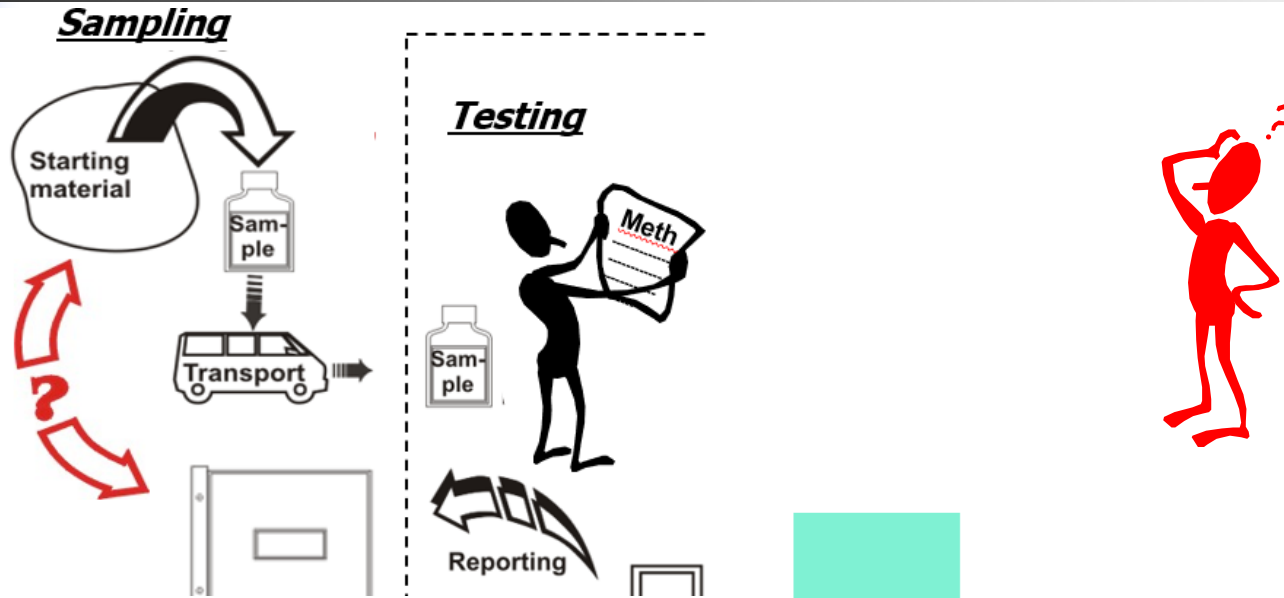 Sampling
Starting
material
Sam-
ple
Transport
?
Testing
Meth
Sam-
ple
Reporting